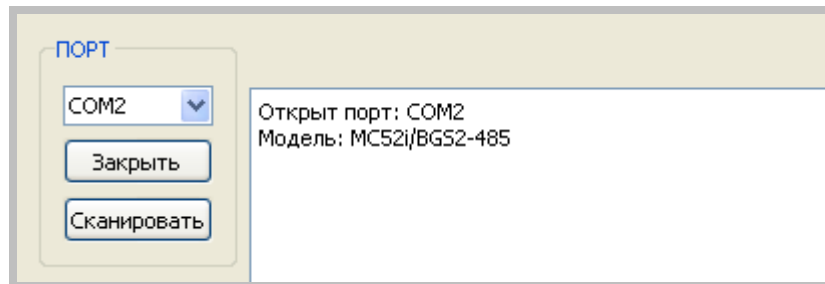 ПОРТ
COM2
Закрыть
Сканировать
Открыт порт: COM2
Модель: MC52i/BGS2-485